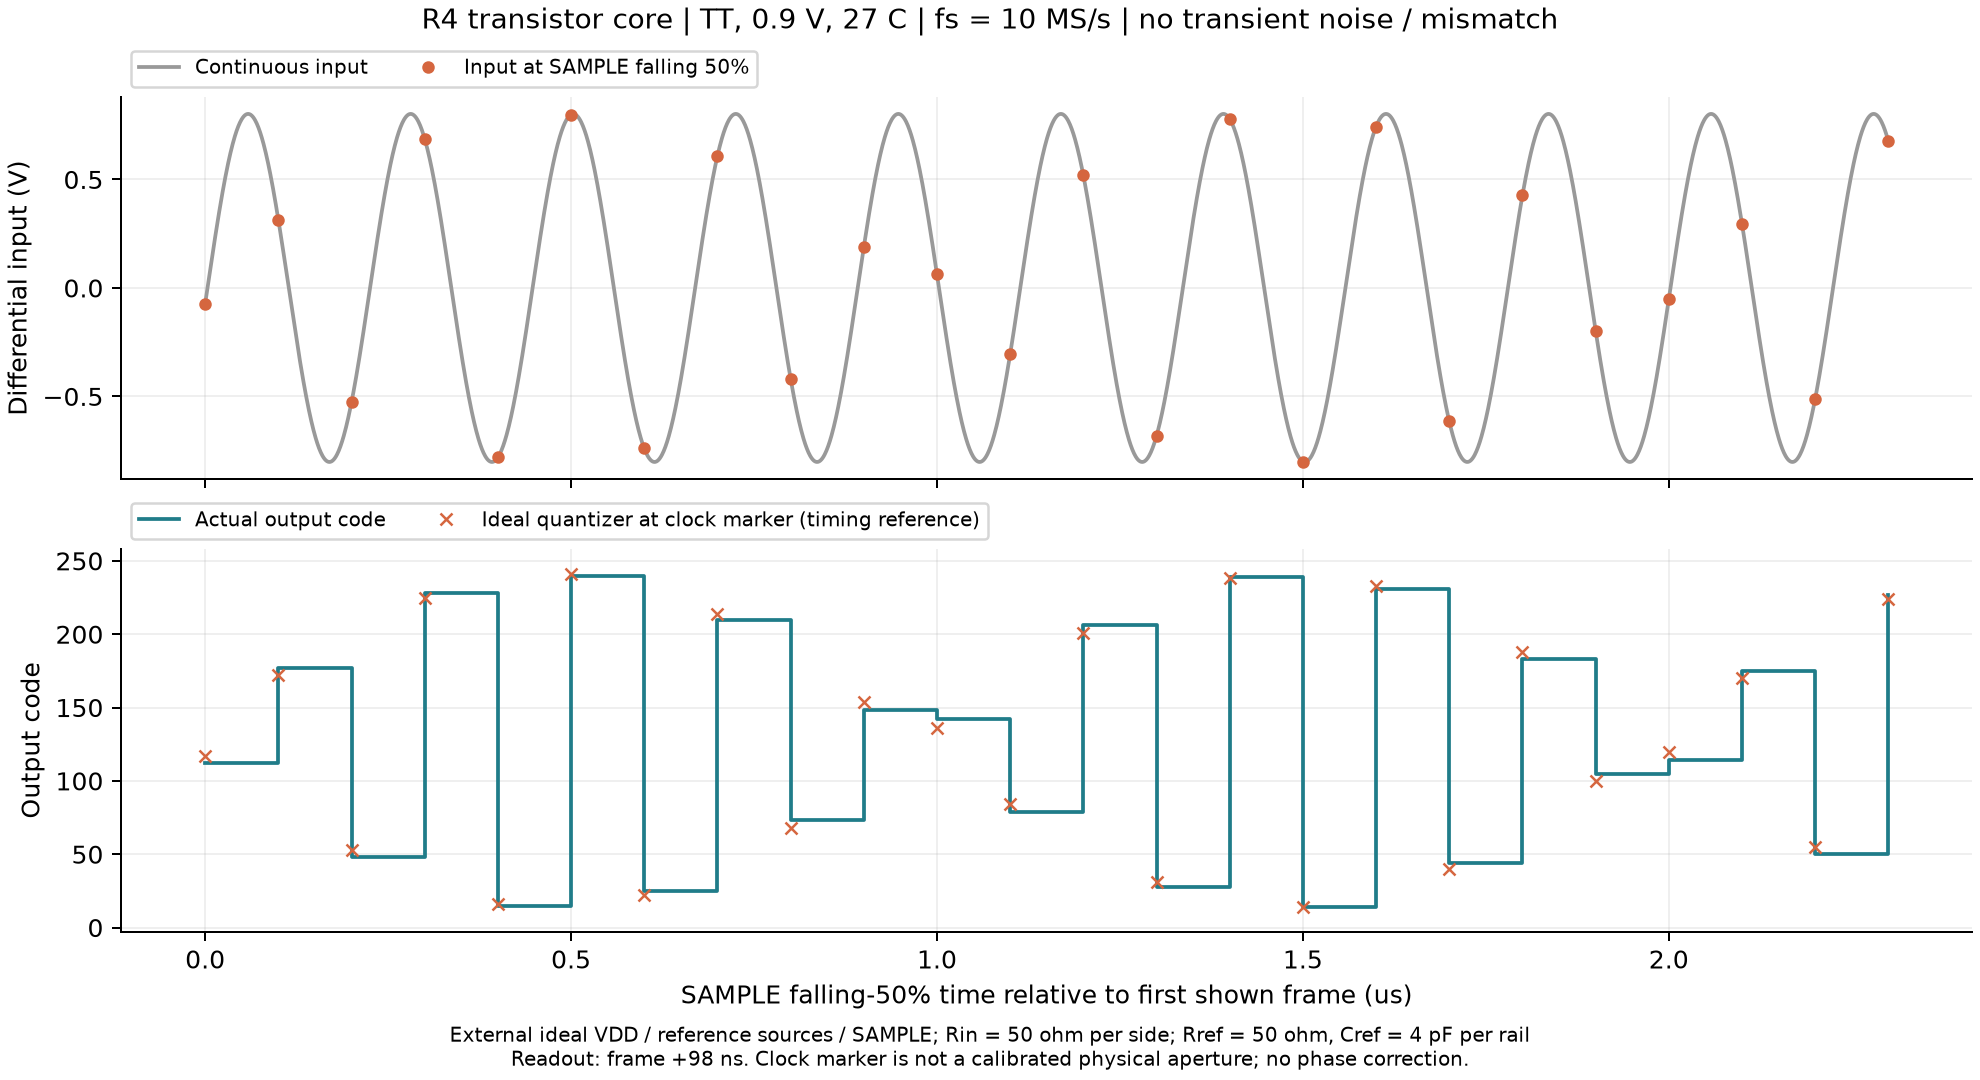 R4 transistor core | TT, 0.9 V, 27 C | fs = 10 MS/s | no transient noise / mismatch
Continuous input
Input at SAMPLE falling 50%
Differential input (V)
0.5
0.0
−0.5
Actual output code
Ideal quantizer at clock marker (timing reference)
Output code
250
200
150
100
50
0
0.0
0.5
1.0
1.5
2.0
SAMPLE falling-50% time relative to first shown frame (us)
External ideal VDD / reference sources / SAMPLE; Rin = 50 ohm per side; Rref = 50 ohm, Cref = 4 pF per rail
Readout: frame +98 ns. Clock marker is not a calibrated physical aperture; no phase correction.